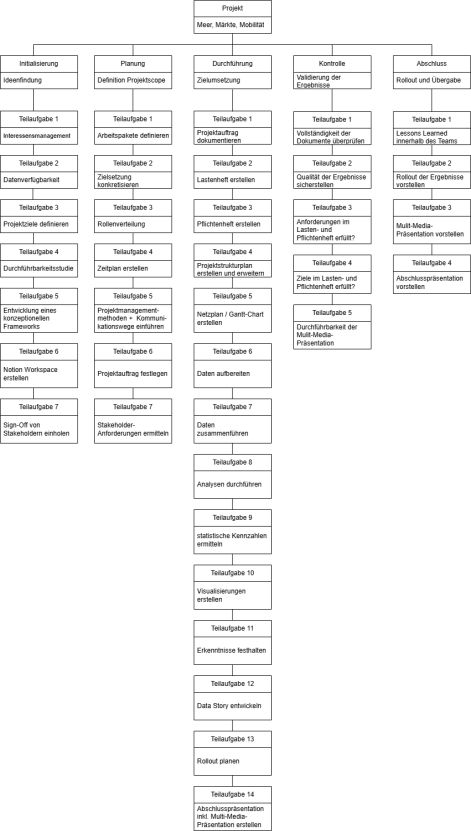 Projekt
Meer, Märkte, Mobilität
Initialisierung
Ideenfindung
Teilaufgabe 1
Interessensmanagement
Teilaufgabe 2
Datenverfügbarkeit
Teilaufgabe 3
Projektziele definieren
Teilaufgabe 4
Durchführbarkeitsstudie
Teilaufgabe 5
Entwicklung eines
konzeptionellen
Frameworks
Teilaufgabe 6
Notion Workspace
erstellen
Teilaufgabe 7
Sign-Off von
Stakeholdern einholen
Planung
Definition Projektscope
Teilaufgabe 1
Arbeitspakete definieren
Teilaufgabe 2
Zielsetzung
konkretisieren
Teilaufgabe 3
Rollenverteilung
Teilaufgabe 4
Zeitplan erstellen
Teilaufgabe 5
Projektmanagement-
methoden + Kommuni-
kationswege einführen
Teilaufgabe 6
Projektauftrag festlegen
Teilaufgabe 7
Stakeholder-
Anforderungen ermitteln
Durchführung
Zielumsetzung
Teilaufgabe 1
Projektauftrag
dokumentieren
Teilaufgabe 2
Lastenheft erstellen
Teilaufgabe 3
Pflichtenheft erstellen
Teilaufgabe 4
Projektstrukturplan
erstellen und erweitern
Teilaufgabe 5
Netzplan / Gantt-Chart
erstellen
Teilaufgabe 6
Daten aufbereiten
Teilaufgabe 7
Daten
zusammenführen
Teilaufgabe 8
Analysen durchführen
Teilaufgabe 9
statistische Kennzahlen
ermitteln
Teilaufgabe 10
Visualisierungen
erstellen
Teilaufgabe 11
Erkenntnisse festhalten
Teilaufgabe 12
Data Story entwickeln
Teilaufgabe 13
Rollout planen
Teilaufgabe 14
Abschlusspräsentation
inkl. Multi-Media-
Präsentation erstellen
Kontrolle
Validierung der
Ergebnisse
Teilaufgabe 1
Vollständigkeit der
Dokumente überprüfen
Teilaufgabe 2
Qualität der Ergebnisse
sicherstellen
Teilaufgabe 3
Anforderungen im
Lasten- und
Pflichtenheft erfüllt?
Teilaufgabe 4
Ziele im Lasten- und
Pflichtenheft erfüllt?
Teilaufgabe 5
Durchführbarkeit der
Mulit-Media-
Präsentation
Abschluss
Rollout und Übergabe
Teilaufgabe 1
Lessons Learned
innerhalb des Teams
Teilaufgabe 2
Rollout der Ergebnisse
vorstellen
Teilaufgabe 3
Mulit-Media-
Präsentation vorstellen
Teilaufgabe 4
Abschlusspräsentation
vorstellen